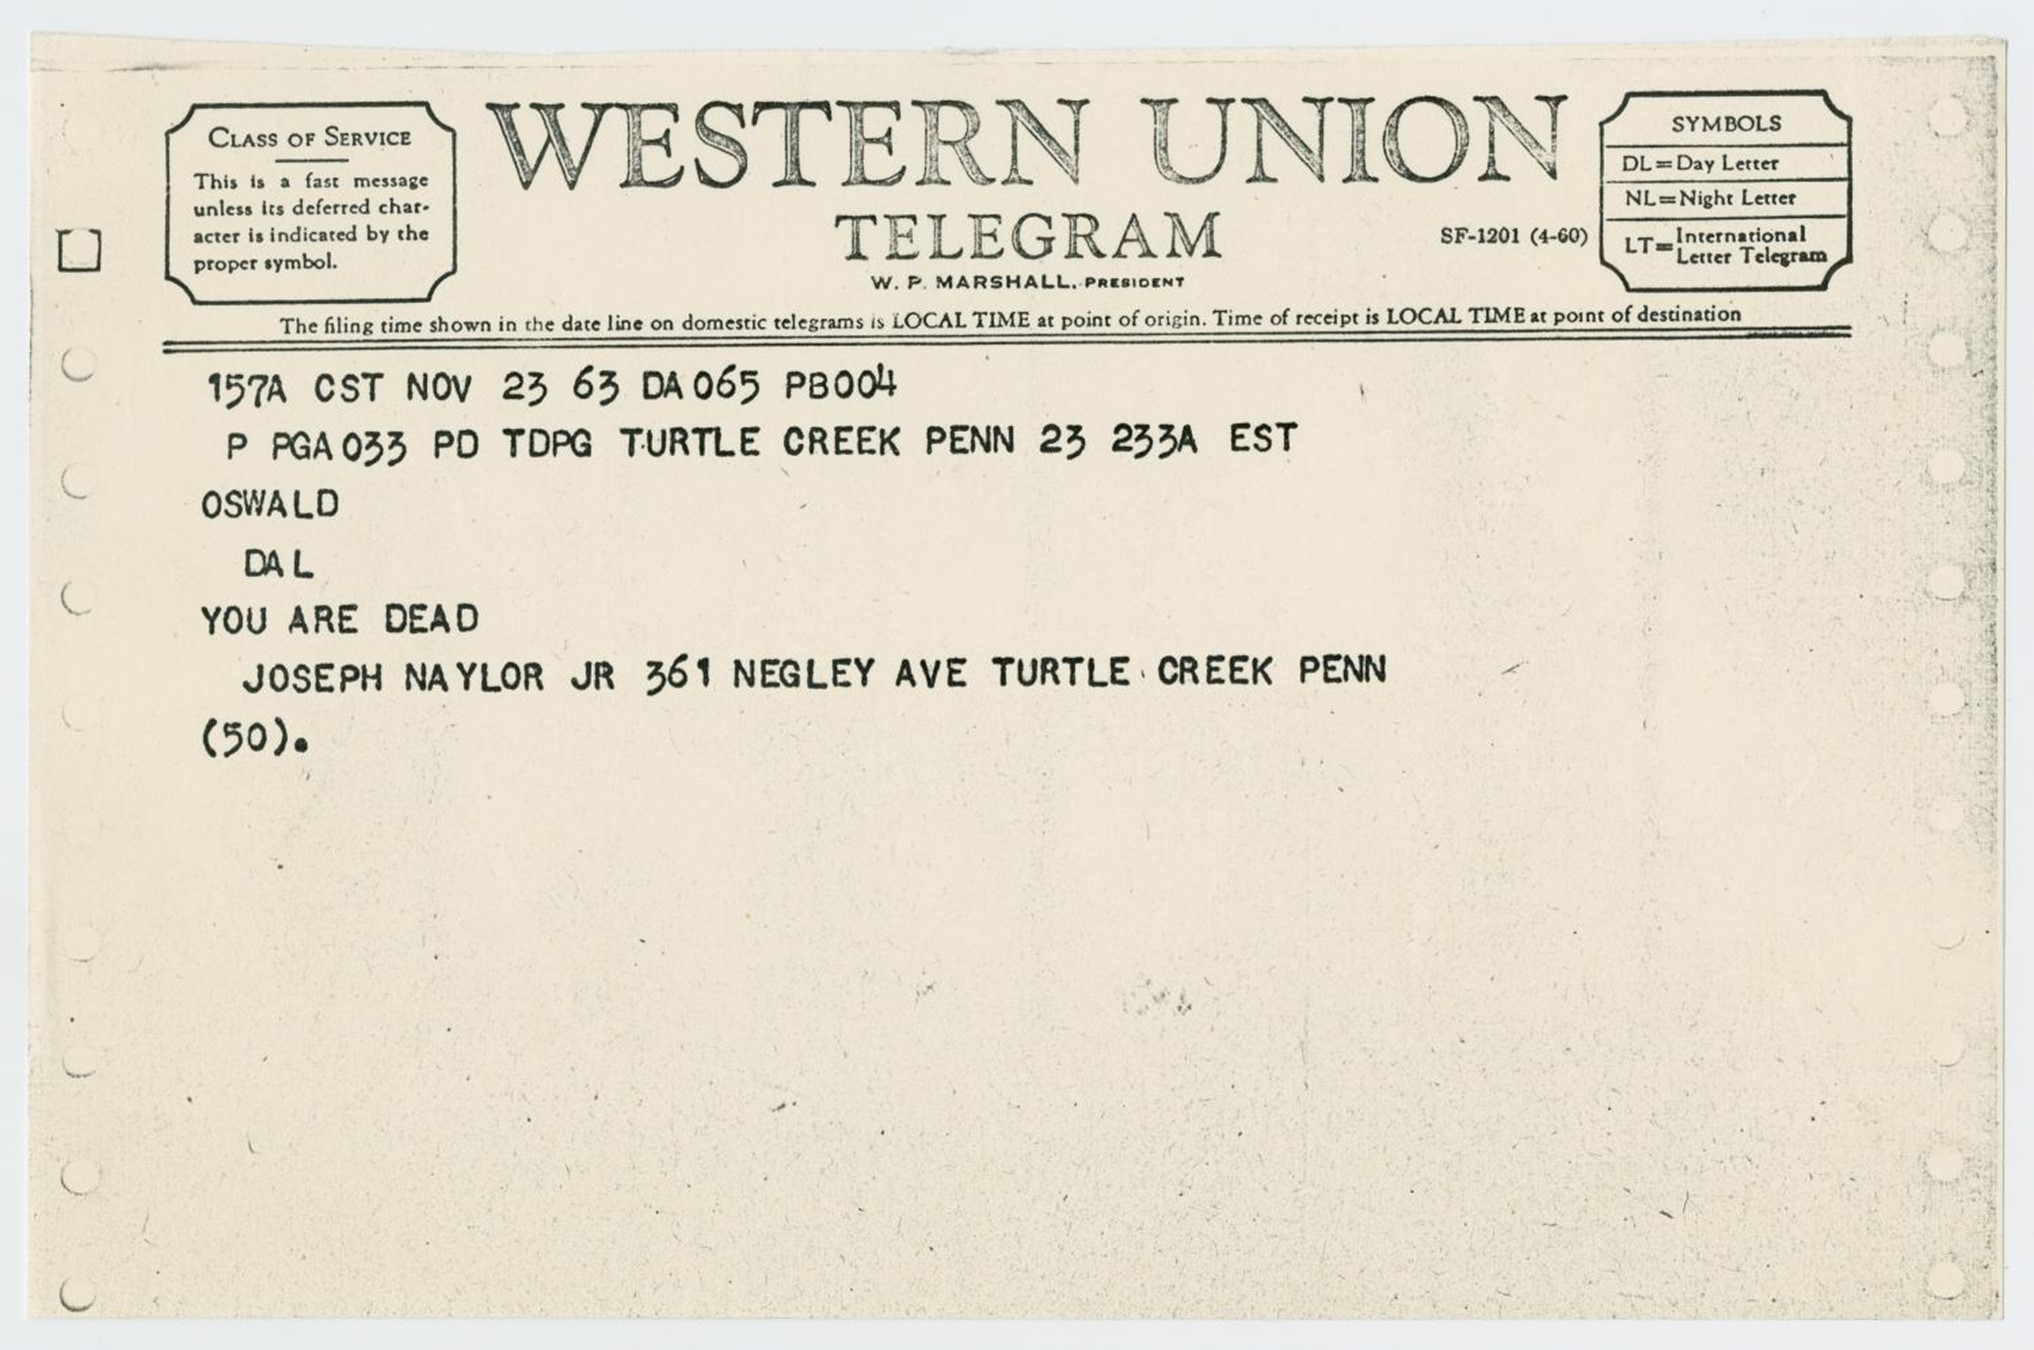 CLASS OF SERVICE
This is a fast message
unless its deferred char-
acter is indicated by the
proper symbol.
WESTERN UNION
TELEGRAM
W. P. MARSHALL, PRESIDENT
SF-1201 (4-60)
SYMBOLS
DL=Day Letter
NL=Night Letter
LT=International
Letter Telegram
The filing time shown in the date line on domestic telegrams is LOCAL TIME at point of origin. Time of receipt is LOCAL TIME at point of destination
157A CST NOV 23 63 DA065 PB004
P PGA033 PD TDPG TURTLE CREEK PENN 23 233A EST
OSWALD
DAL
YOU ARE DEAD
JOSEPH NAYLOR JR 361 NEGLEY AVE TURTLE CREEK PENN
(50).